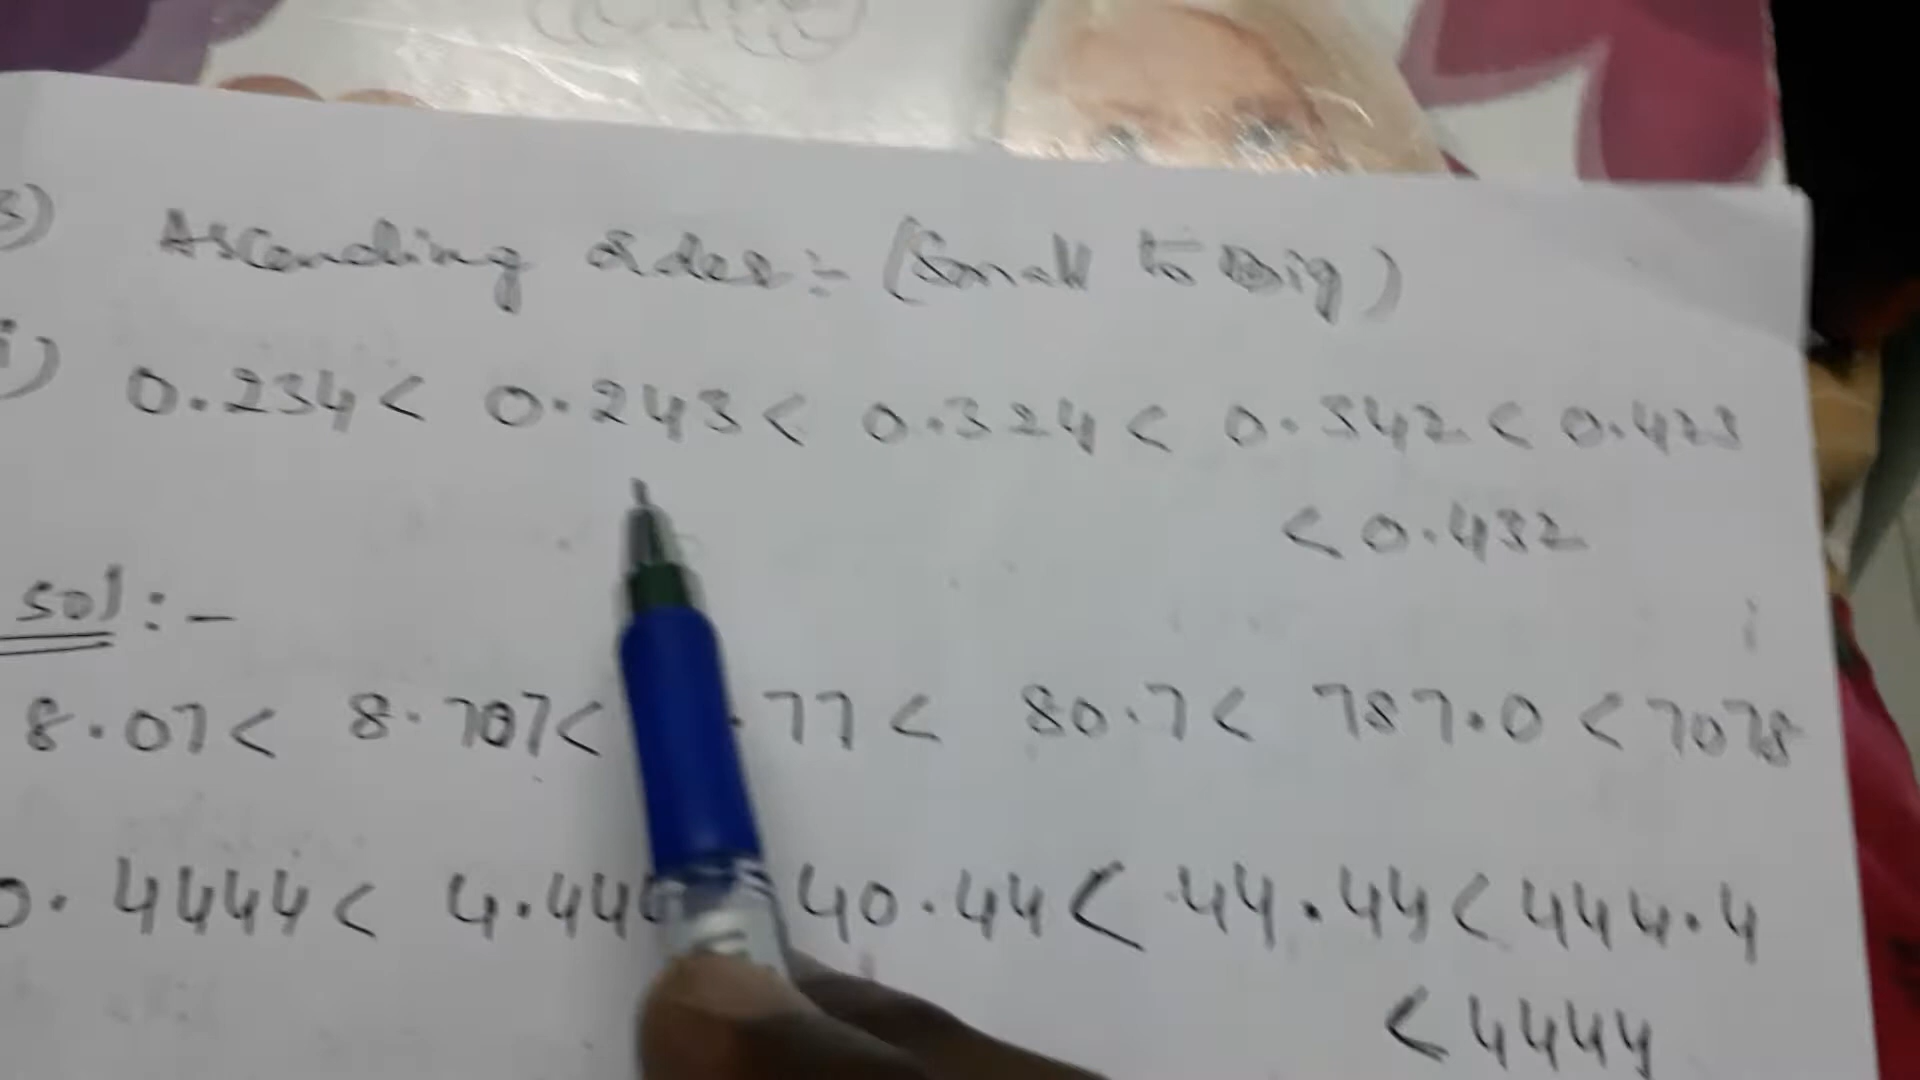 3) Ascending order:- (Small to Big)
i) 0.234 < 0.243 < 0.324 < 0.342 < 0.423
< 0.432
sol:-
8.07 < 8.707 < .77 < 80.7 < 787.0 < 7078
0.4444 < 4.444 40.44 < 44.44 < 444.4
< 4444